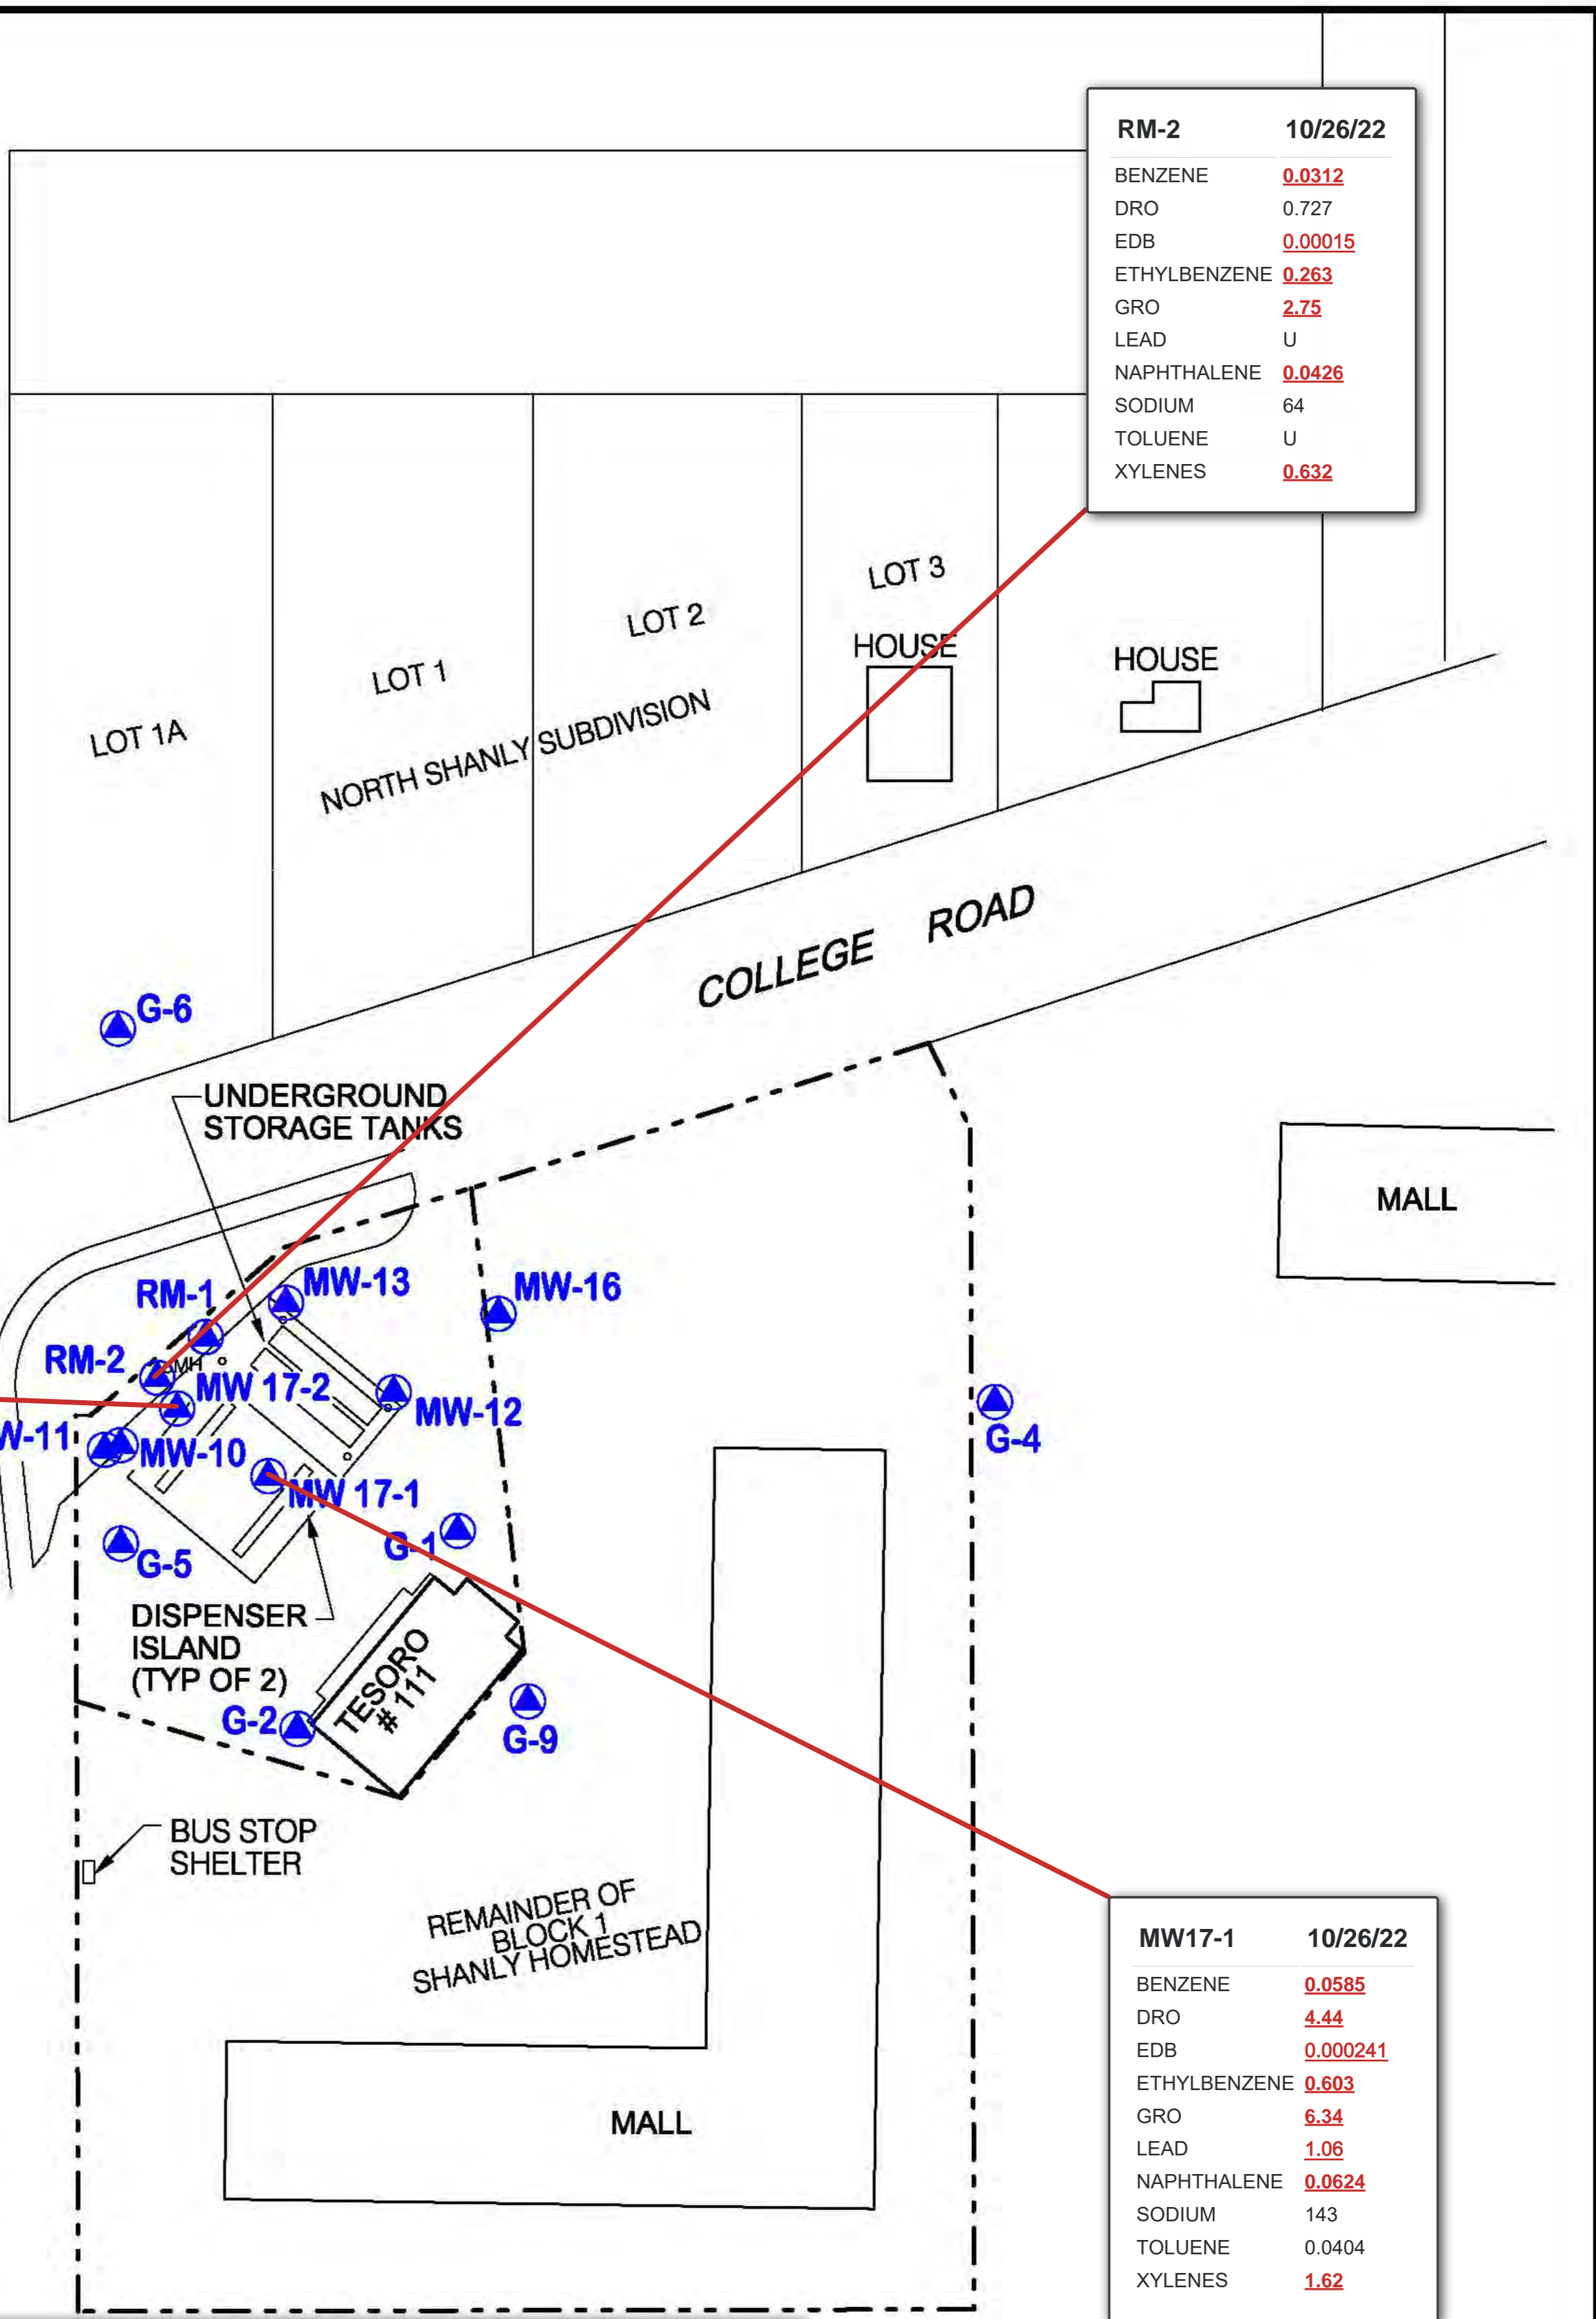 RM-2 10/26/22
BENZENE 0.0312
DRO 0.727
EDB 0.00015
ETHYLBENZENE 0.263
GRO 2.75
LEAD U
NAPHTHALENE 0.0426
SODIUM 64
TOLUENE U
XYLENES 0.632
LOT 3
HOUSE
LOT 2
HOUSE
LOT 1
LOT 1A
NORTH SHANLY SUBDIVISION
COLLEGE ROAD
G-6
UNDERGROUND
STORAGE TANKS
MALL
RM-1
MW-13
MW-16
RM-2
MH
MW 17-2
MW-12
W-11
MW-10
G-4
MW 17-1
G-1
G-5
DISPENSER
ISLAND
(TYP OF 2)
TESORO
# 111
G-2
G-9
BUS STOP
SHELTER
REMAINDER OF
BLOCK 1
SHANLY HOMESTEAD
MALL
MW17-1 10/26/22
BENZENE 0.0585
DRO 4.44
EDB 0.000241
ETHYLBENZENE 0.603
GRO 6.34
LEAD 1.06
NAPHTHALENE 0.0624
SODIUM 143
TOLUENE 0.0404
XYLENES 1.62